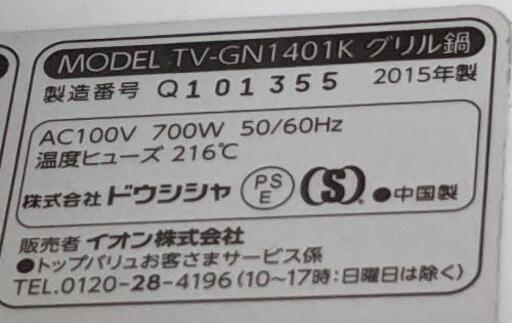 MODEL TV-GN1401K グリル鍋
製造番号 Q101355 2015年製
AC100V 700W 50/60Hz
温度ヒューズ 216℃
株式会社 ドウシシャ PSE S ●中国製
販売者 イオン株式会社
●トップバリュお客さまサービス係
TEL.0120-28-4196(10~17時:日曜日は除く)